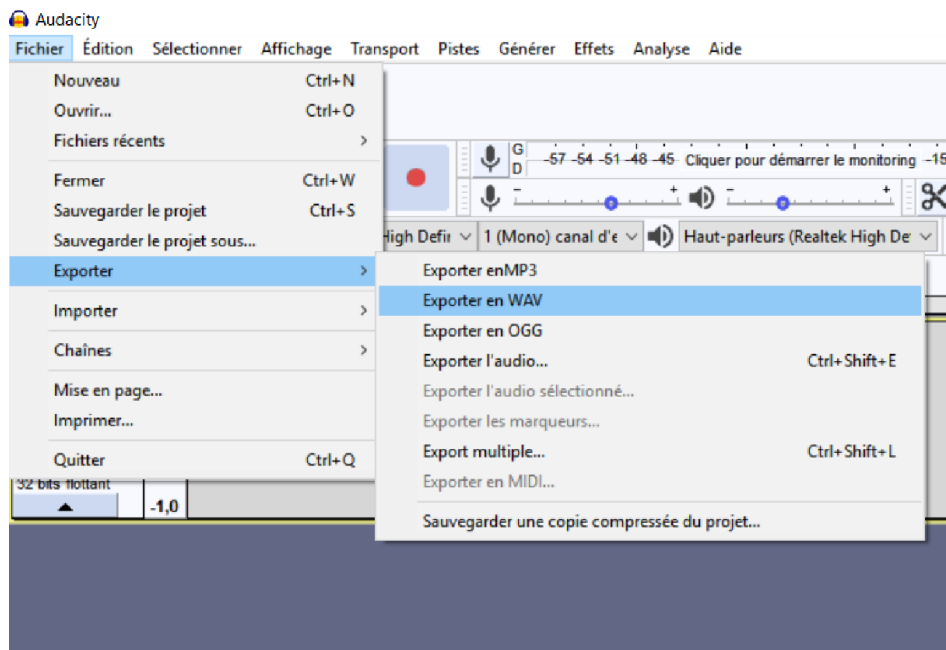 Audacity
Fichier Édition Sélectionner Affichage Transport Pistes Générer Effets Analyse Aide
Nouveau Ctrl+N
Ouvrir... Ctrl+O
Fichiers récents >
Fermer Ctrl+W
Sauvegarder le projet Ctrl+S
Sauvegarder le projet sous...
Exporter >
Importer >
Chaînes >
Mise en page...
Imprimer...
Quitter Ctrl+Q
G
D
-57 -54 -51 -48 -45 Cliquer pour démarrer le monitoring -15
- + - +
High Defin 1 (Mono) canal d'e Haut-parleurs (Realtek High De
Exporter enMP3
Exporter en WAV
Exporter en OGG
Exporter l'audio... Ctrl+Shift+E
Exporter l'audio sélectionné...
Exporter les marqueurs...
Export multiple... Ctrl+Shift+L
Exporter en MIDI...
Sauvegarder une copie compressée du projet...
32 bits flottant
-1,0